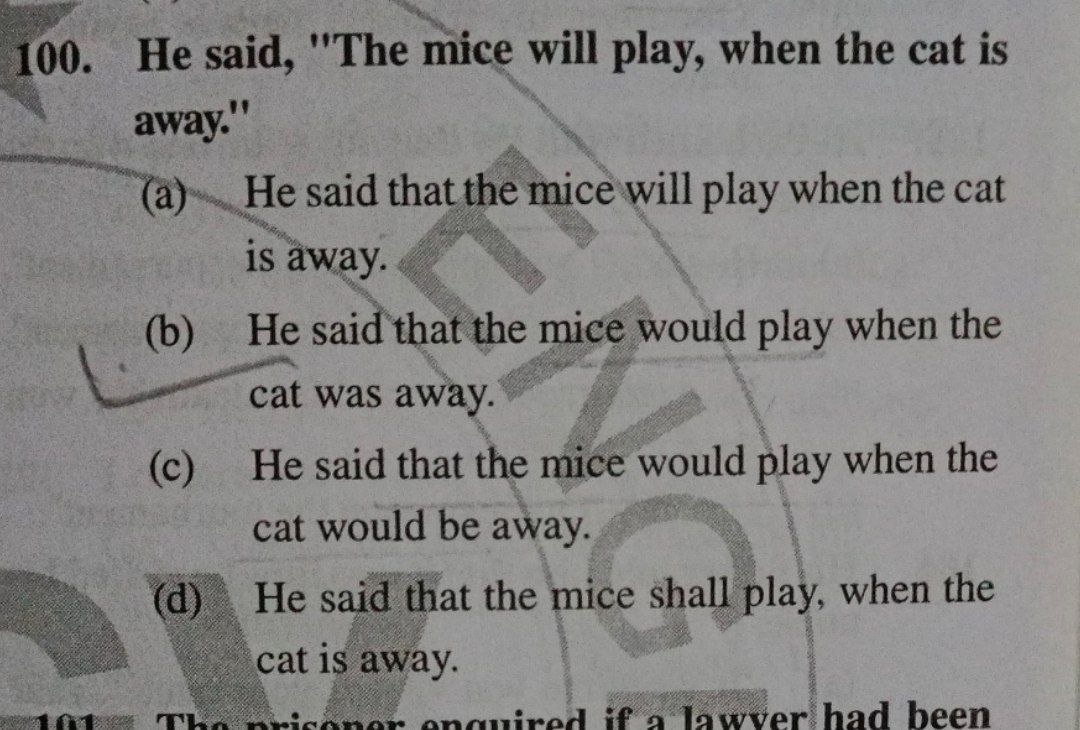 100. He said, "The mice will play, when the cat is
away."
(a) He said that the mice will play when the cat
is away.
(b) He said that the mice would play when the
cat was away.
(c) He said that the mice would play when the
cat would be away.
(d) He said that the mice shall play, when the
cat is away.
101 The prisoner enquired if a lawyer had been